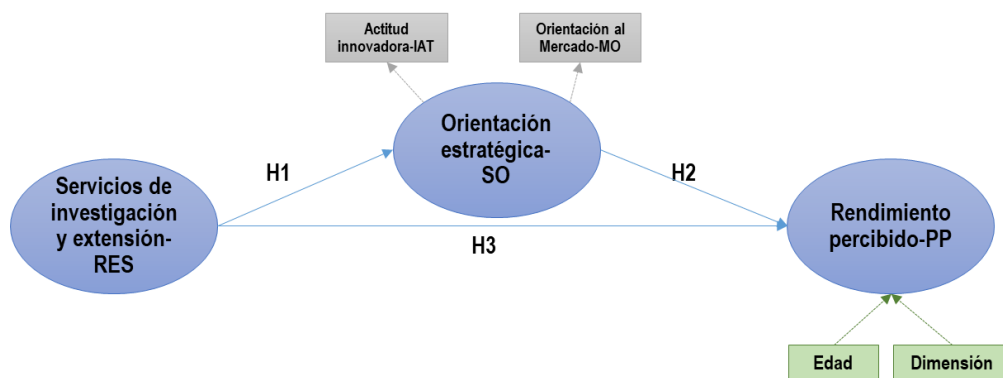 Actitud
innovadora-IAT
Orientación al
Mercado-MO
Orientación
estratégica-
SO
H1
H2
Servicios de
investigación
y extensión-
RES
H3
Rendimiento
percibido-PP
Edad
Dimensión